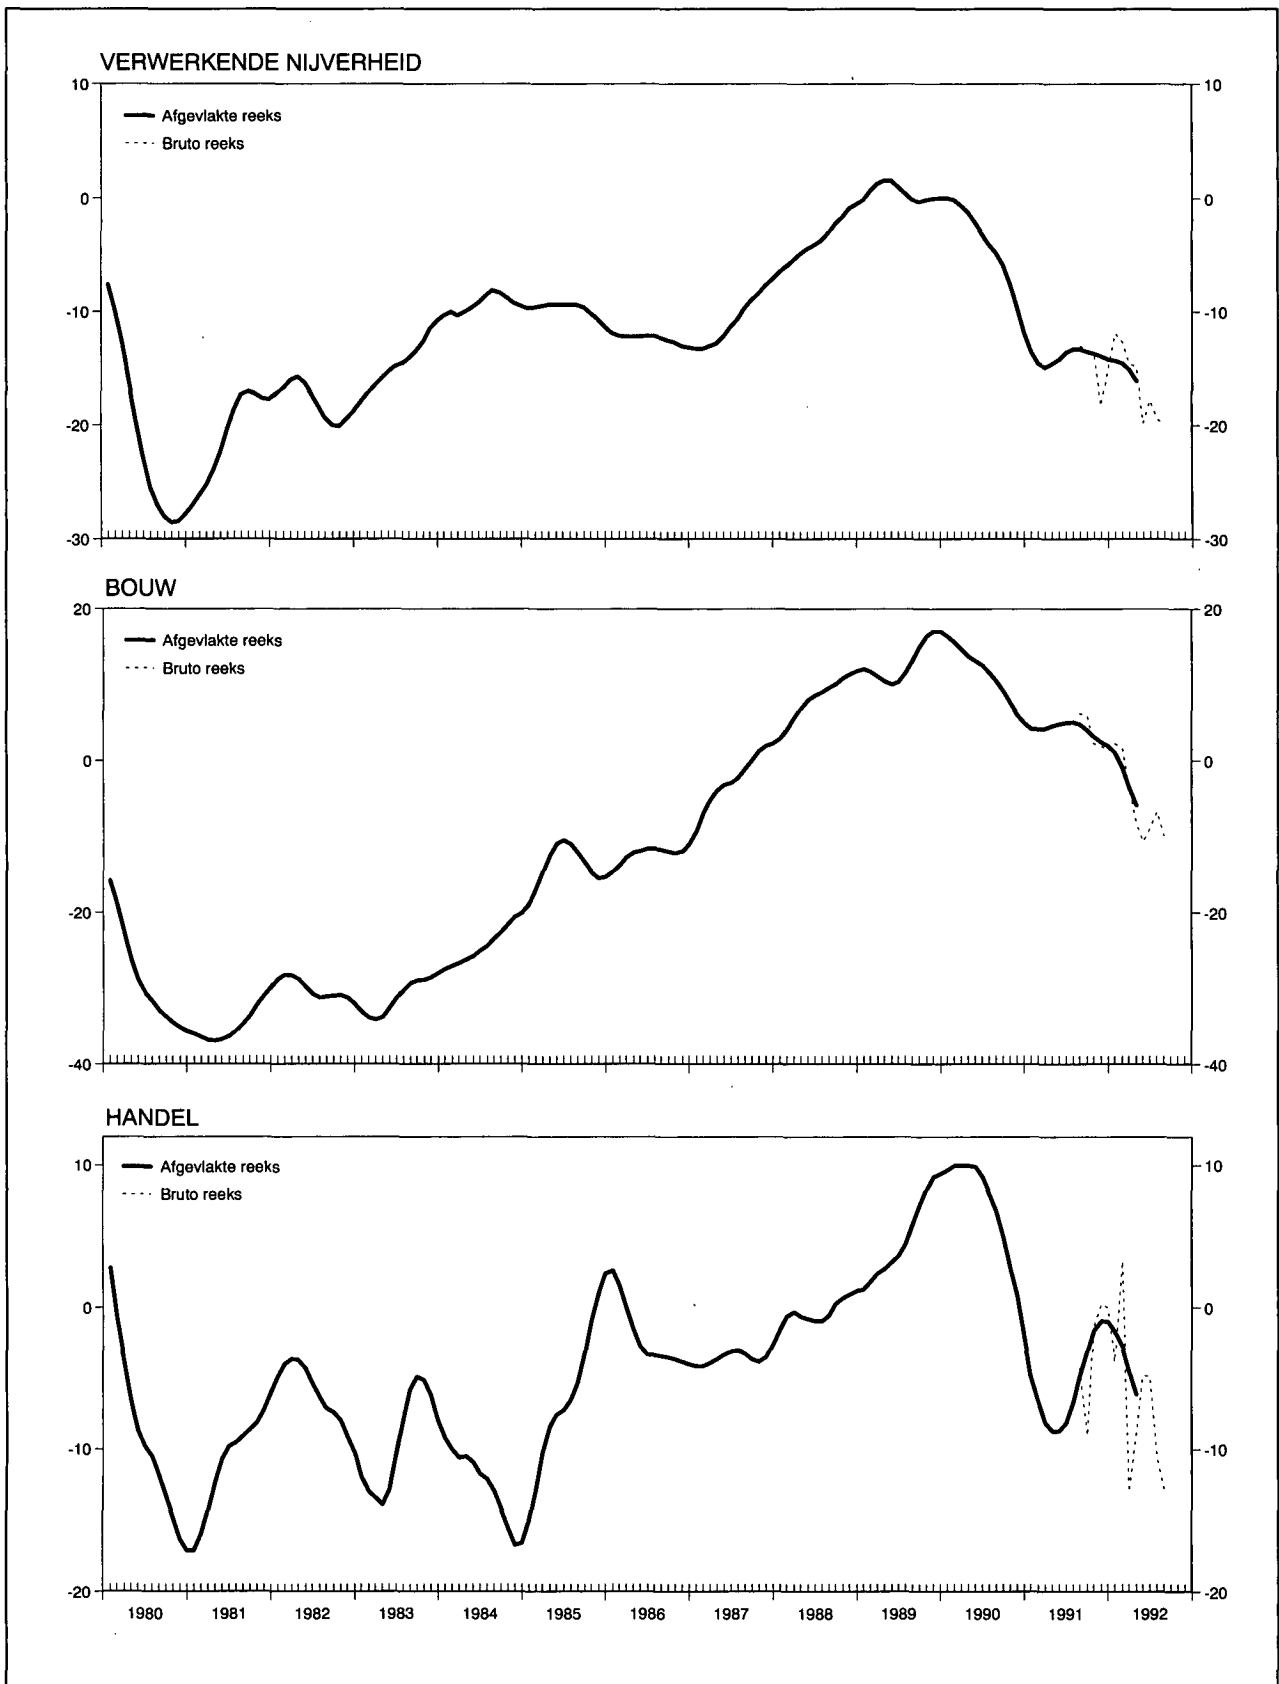 VERWERKENDE NIJVERHEID
10 10
Afgevlakte reeks
Bruto reeks
0 0
-10 -10
-20 -20
-30 -30
BOUW
20 20
Afgevlakte reeks
Bruto reeks
0 0
-20 -20
-40 -40
HANDEL
10 10
Afgevlakte reeks
Bruto reeks
0 0
-10 -10
-20 -20
1980 1981 1982 1983 1984 1985 1986 1987 1988 1989 1990 1991 1992